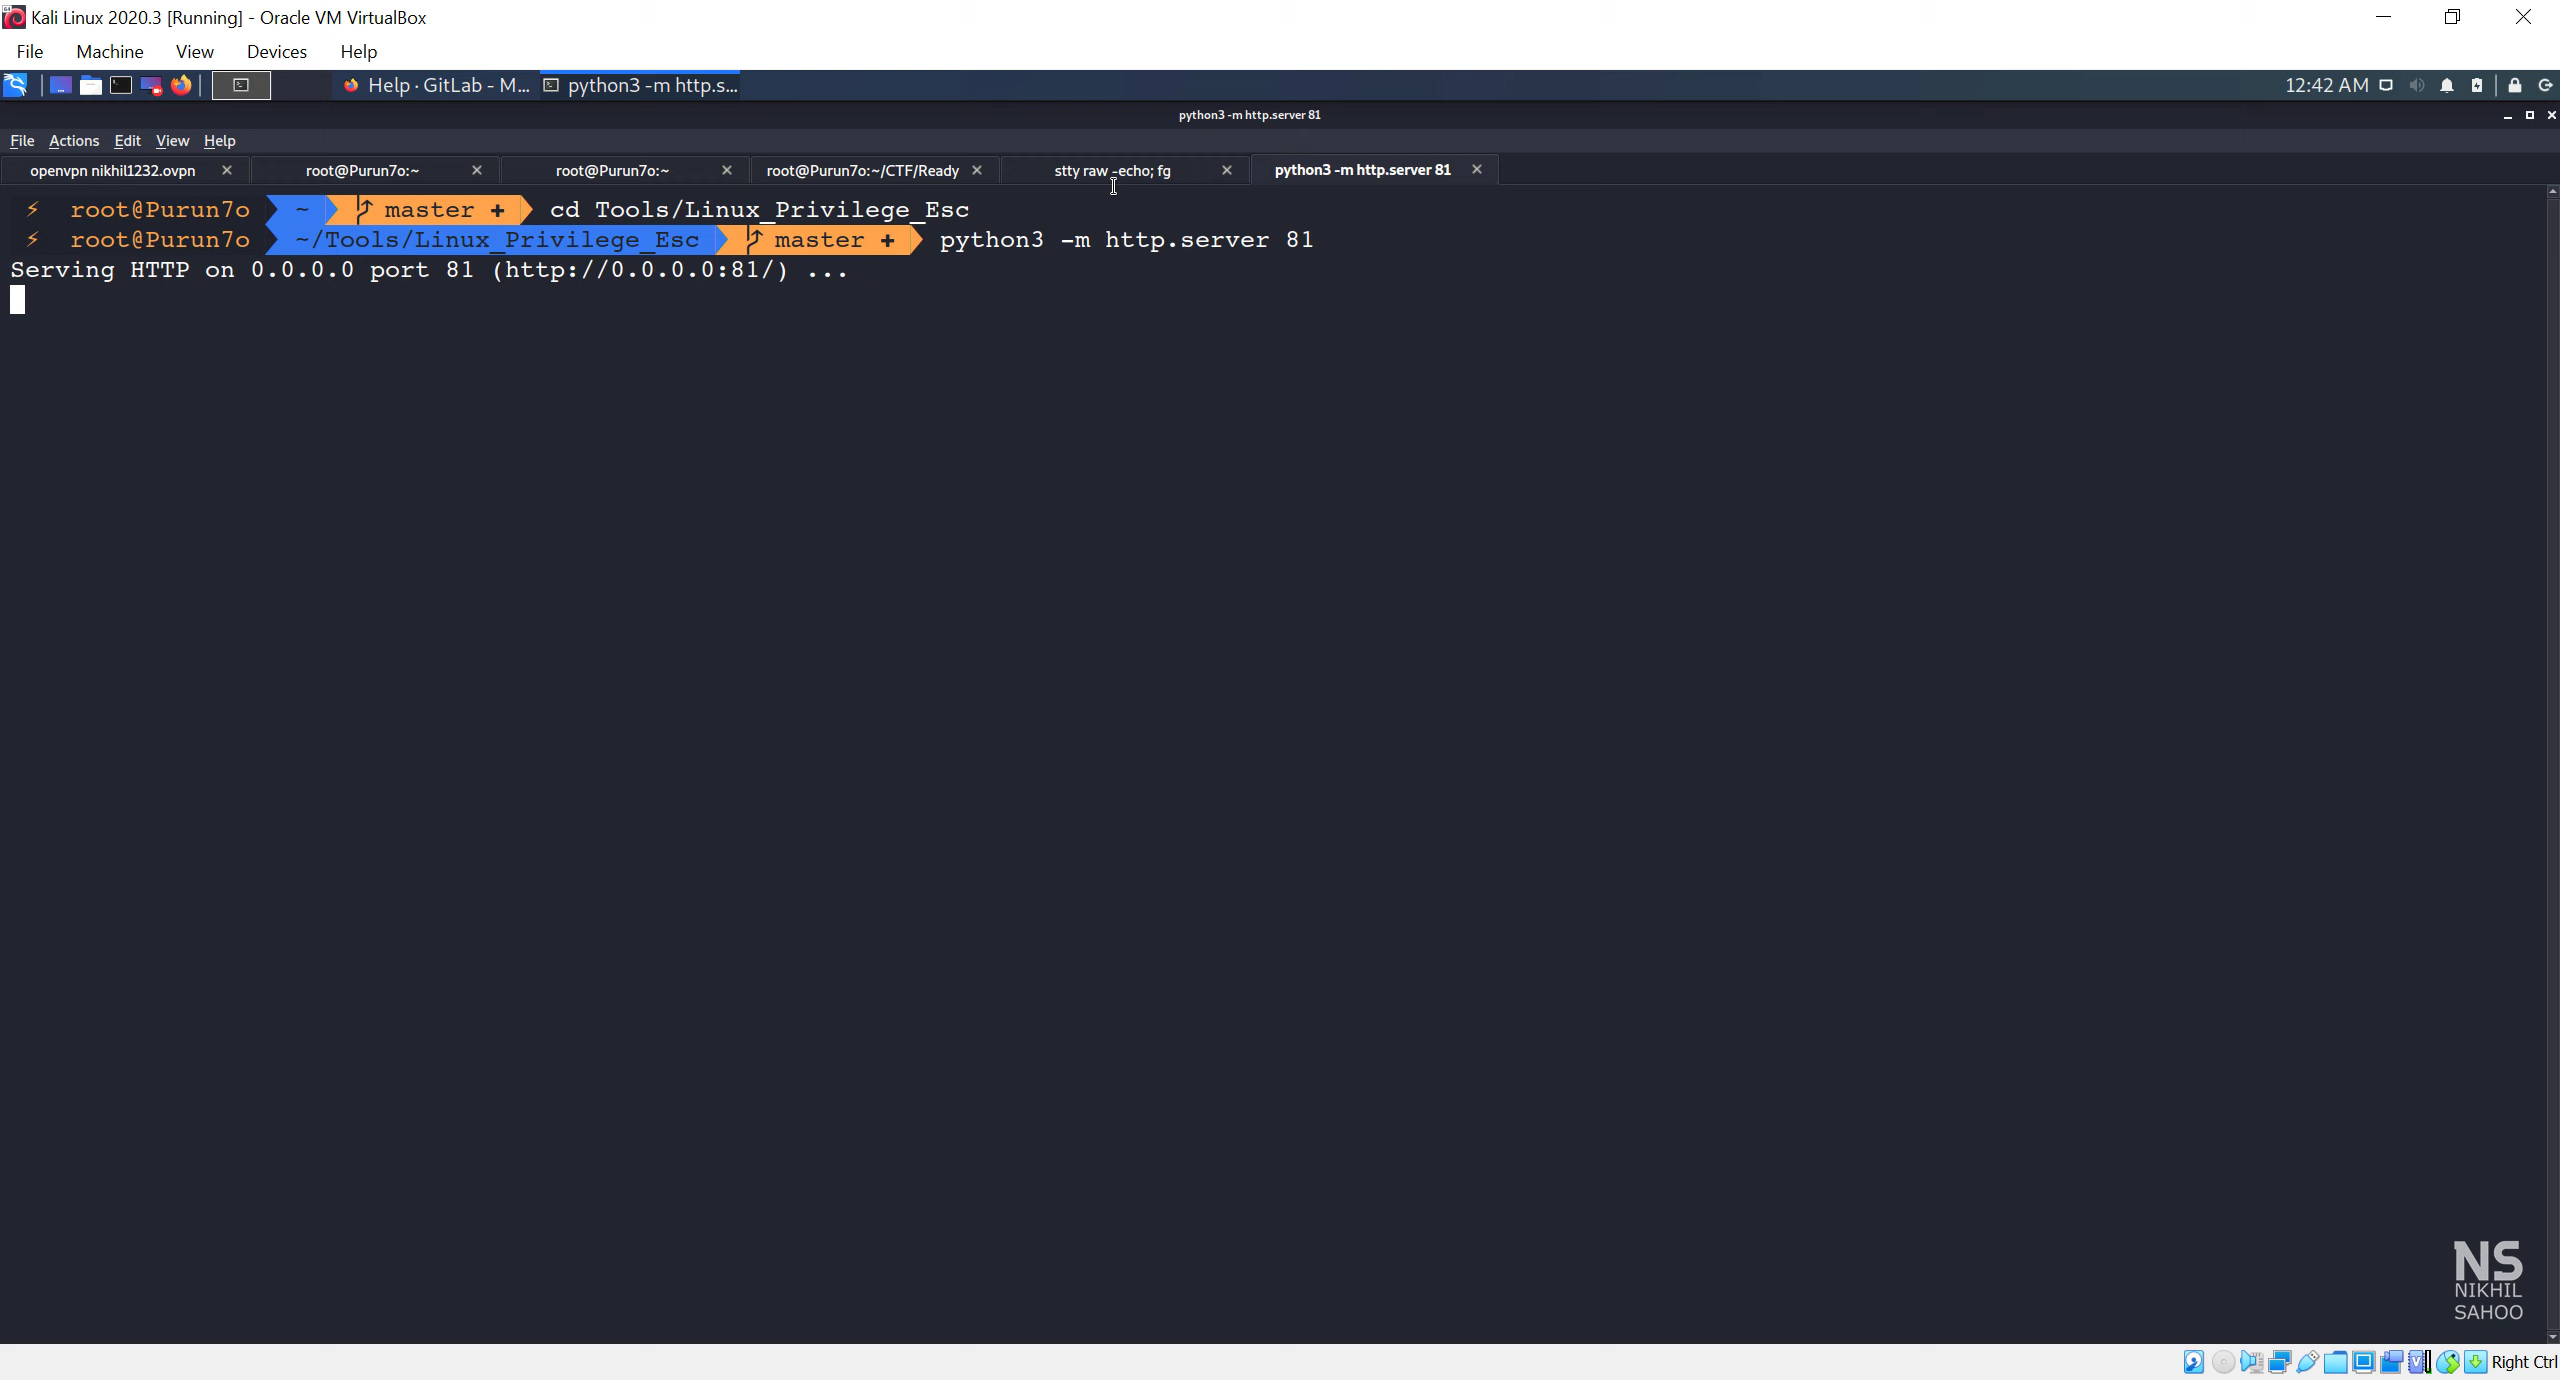 Kali Linux 2020.3 [Running] - Oracle VM VirtualBox
File Machine View Devices Help
Help · GitLab - M... python3 -m http.s... 12:42 AM
python3 -m http.server 81
File Actions Edit View Help
openvpn nikhil1232.ovpn root@Purun7o:~ root@Purun7o:~ root@Purun7o:~/CTF/Ready stty raw -echo; fg python3 -m http.server 81
root@Purun7o ~ master + cd Tools/Linux_Privilege_Esc
root@Purun7o ~/Tools/Linux_Privilege_Esc master + python3 -m http.server 81
Serving HTTP on 0.0.0.0 port 81 (http://0.0.0.0:81/) ...
NS
NIKHIL
SAHOO
Right Ctrl